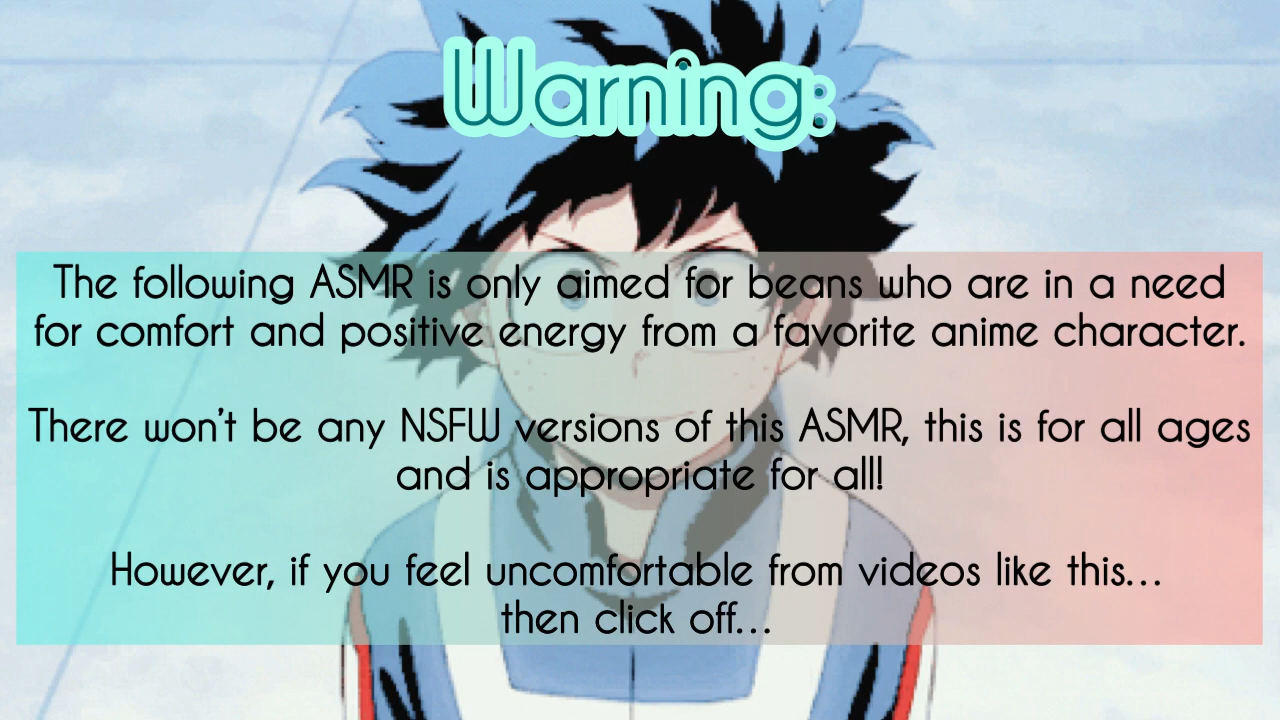 Warning:
The following ASMR is only aimed for beans who are in a need
for comfort and positive energy from a favorite anime character.
There won't be any NSFW versions of this ASMR, this is for all ages
and is appropriate for all!
However, if you feel uncomfortable from videos like this...
then click off...